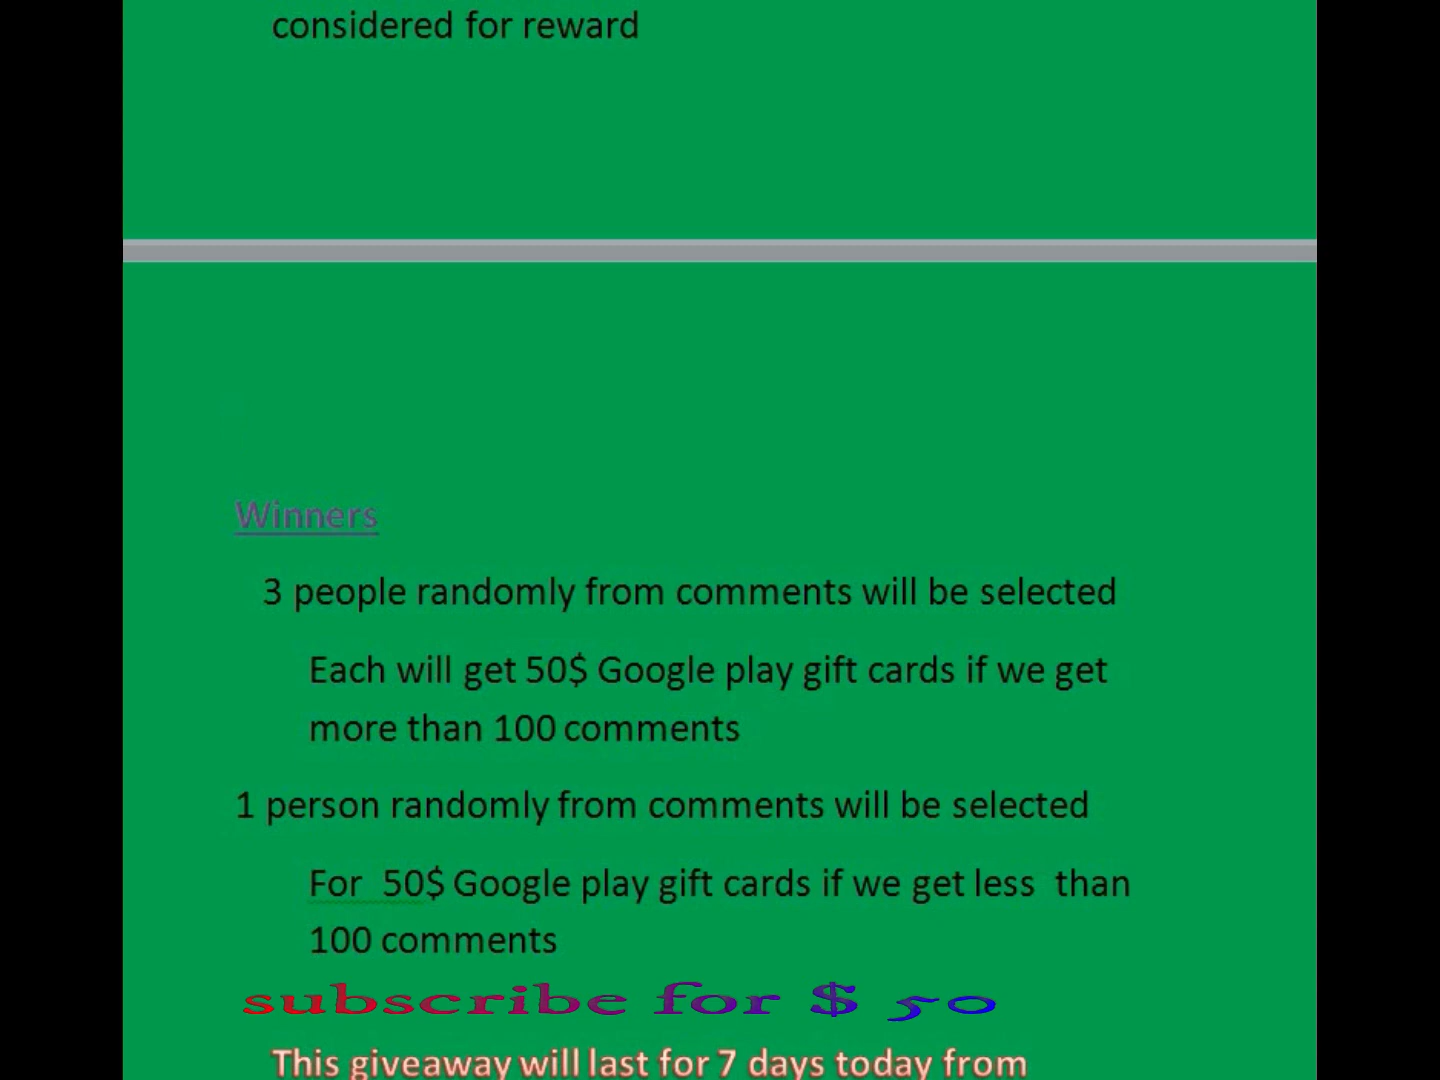 considered for reward
Winners
3 people randomly from comments will be selected
Each will get 50$ Google play gift cards if we get
more than 100 comments
1 person randomly from comments will be selected
For 50$ Google play gift cards if we get less than
100 comments
subscribe for $ 50
This giveaway will last for 7 days today from